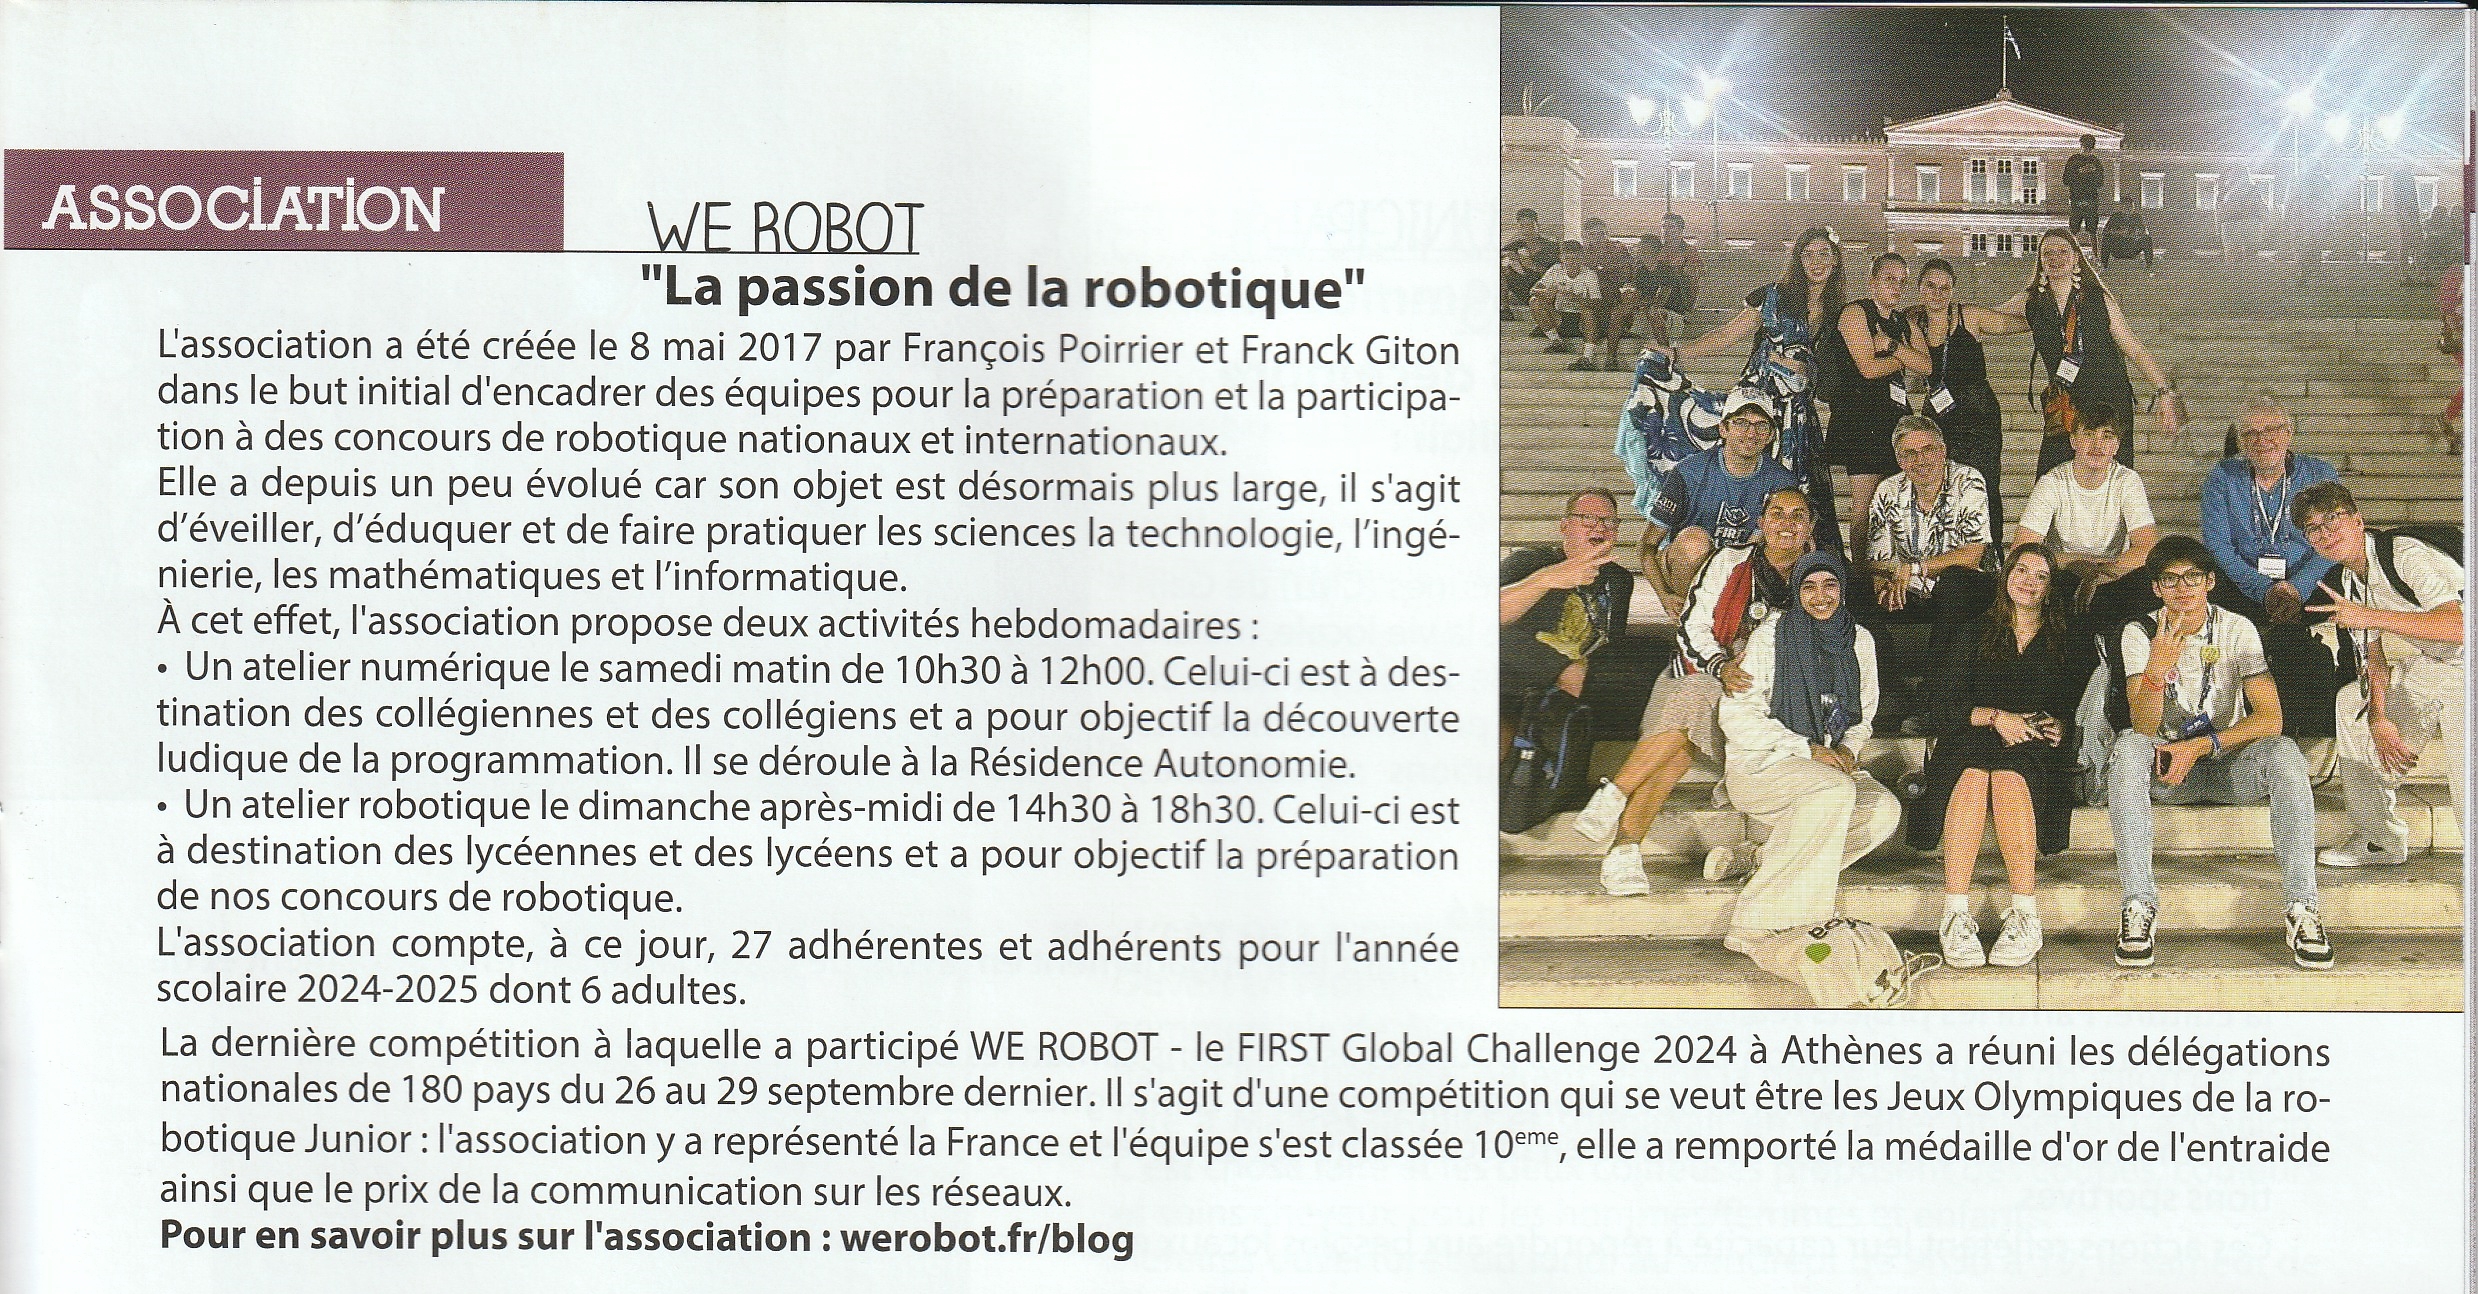 ASSOCIATION
WE ROBOT
"La passion de la robotique"
L'association a été créée le 8 mai 2017 par François Poirrier et Franck Giton
dans le but initial d'encadrer des équipes pour la préparation et la participa-
tion à des concours de robotique nationaux et internationaux.
Elle a depuis un peu évolué car son objet est désormais plus large, il s'agit
d’éveiller, d’éduquer et de faire pratiquer les sciences la technologie, l’ingé-
nierie, les mathématiques et l’informatique.
À cet effet, l'association propose deux activités hebdomadaires :
• Un atelier numérique le samedi matin de 10h30 à 12h00. Celui-ci est à des-
tination des collégiennes et des collégiens et a pour objectif la découverte
ludique de la programmation. Il se déroule à la Résidence Autonomie.
• Un atelier robotique le dimanche après-midi de 14h30 à 18h30. Celui-ci est
à destination des lycéennes et des lycéens et a pour objectif la préparation
de nos concours de robotique.
L'association compte, à ce jour, 27 adhérentes et adhérents pour l'année
scolaire 2024-2025 dont 6 adultes.
La dernière compétition à laquelle a participé WE ROBOT - le FIRST Global Challenge 2024 à Athènes a réuni les délégations
nationales de 180 pays du 26 au 29 septembre dernier. Il s'agit d'une compétition qui se veut être les Jeux Olympiques de la ro-
botique Junior : l'association y a représenté la France et l'équipe s'est classée 10eme, elle a remporté la médaille d'or de l'entraide
ainsi que le prix de la communication sur les réseaux.
Pour en savoir plus sur l'association : werobot.fr/blog